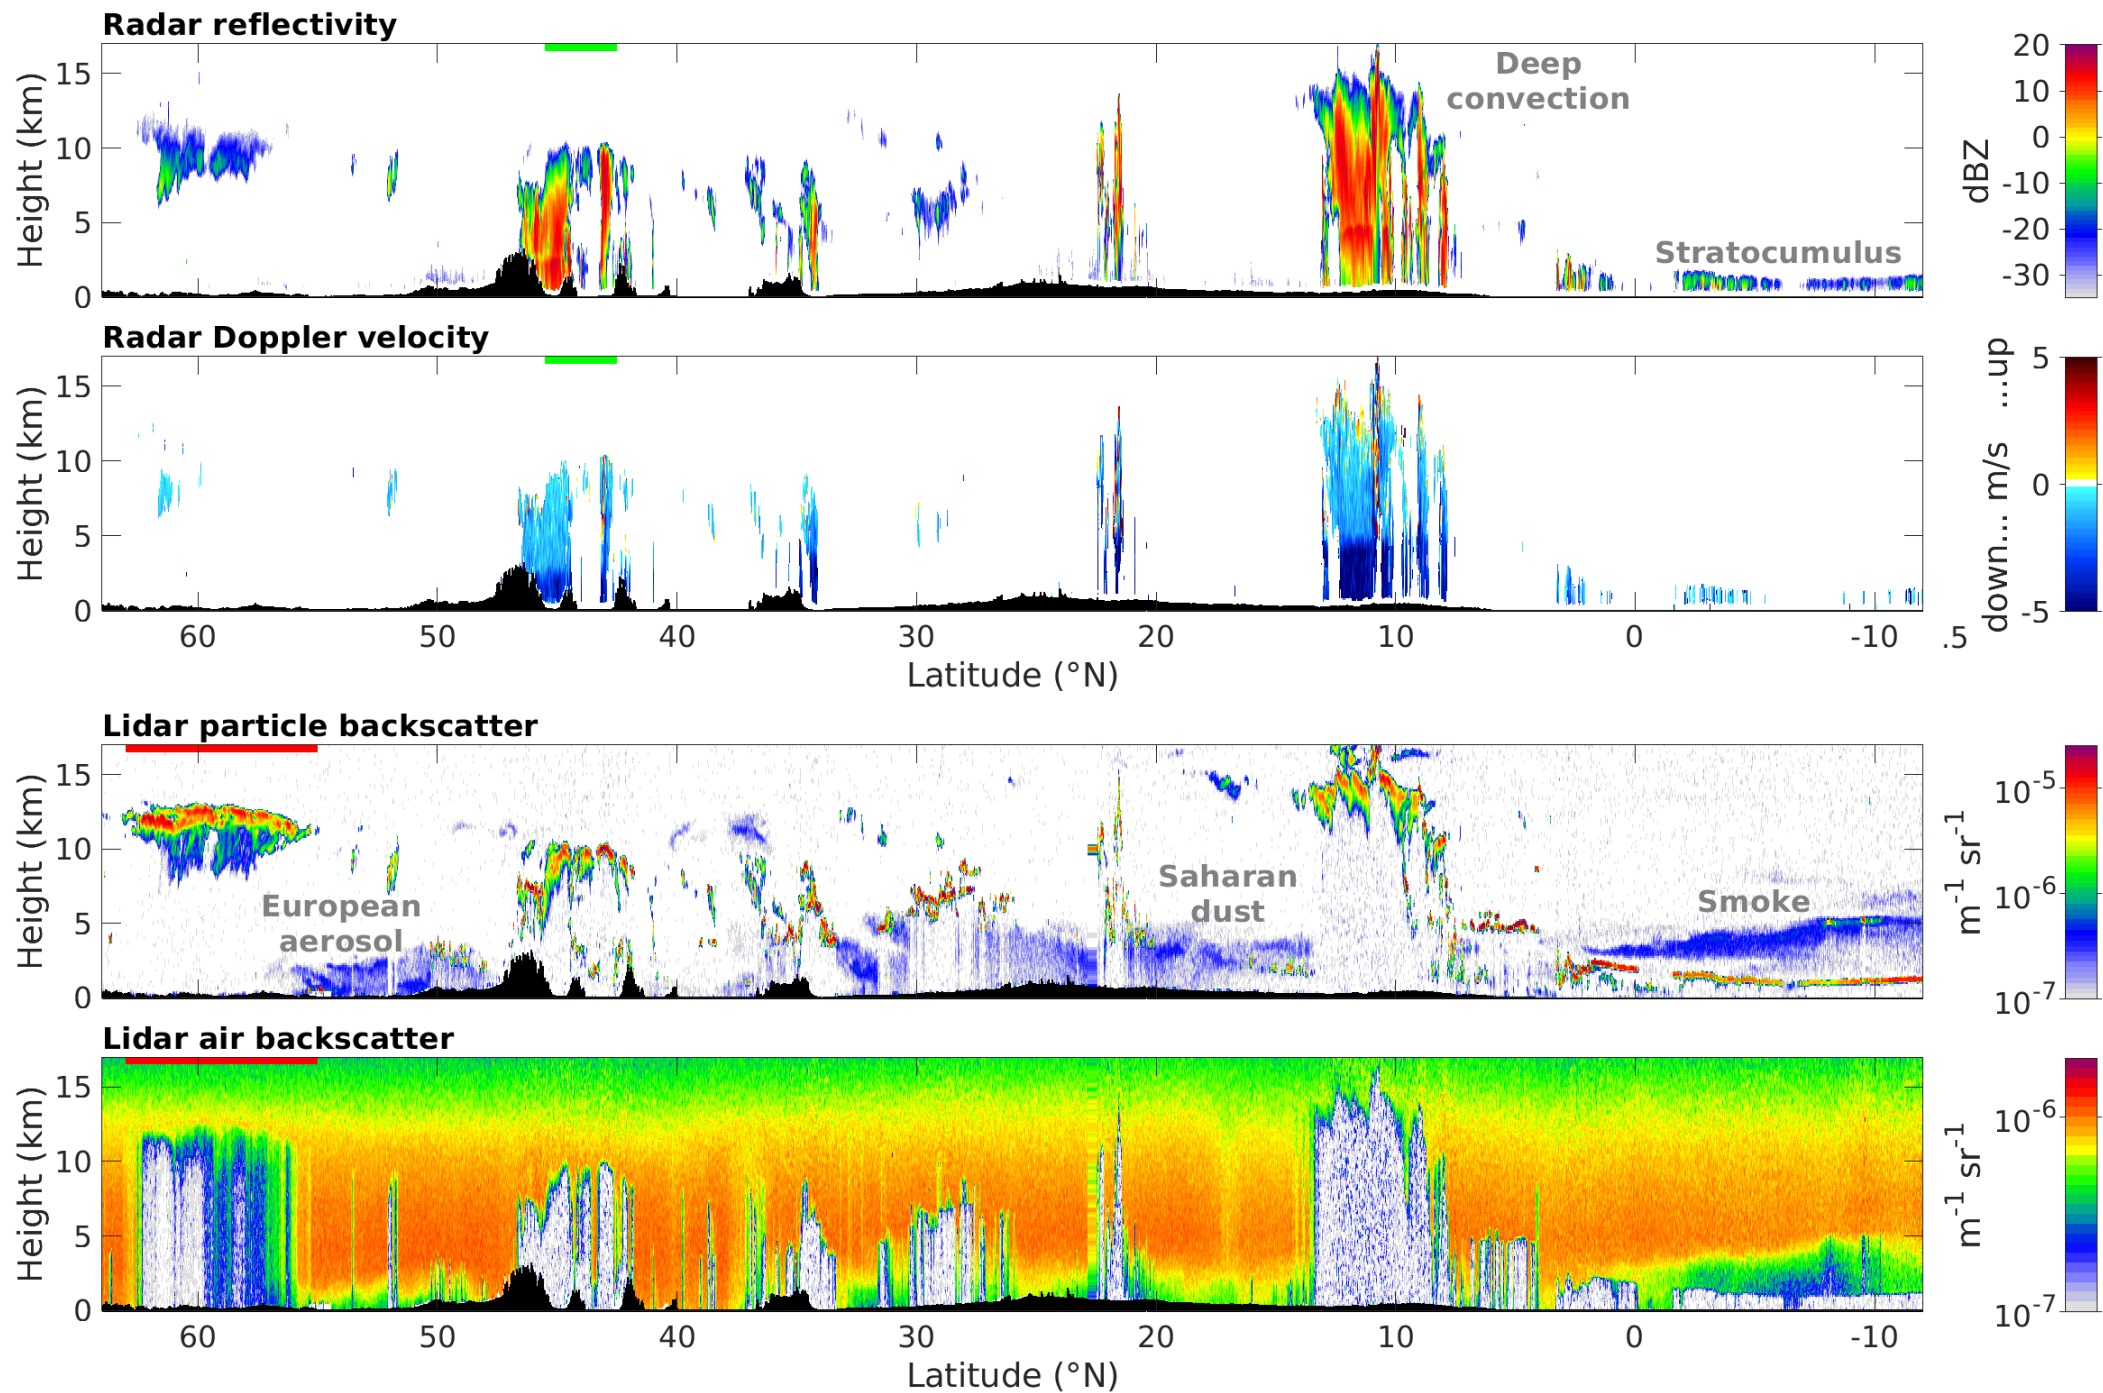 Radar reflectivity
Height (km)
15
10
5
0
Deep
convection
Stratocumulus
20
10
0
-10
-20
-30
dBZ
Radar Doppler velocity
Height (km)
15
10
5
0
60
50
40
30
20
10
0
-10
.5
Latitude (°N)
5
0
-5
down... m/s ...up
Lidar particle backscatter
Height (km)
15
10
5
0
European
aerosol
Saharan
dust
Smoke
10-5
10-6
10-7
m-1 sr-1
Lidar air backscatter
Height (km)
15
10
5
0
60
50
40
30
20
10
0
-10
Latitude (°N)
10-6
10-7
m-1 sr-1